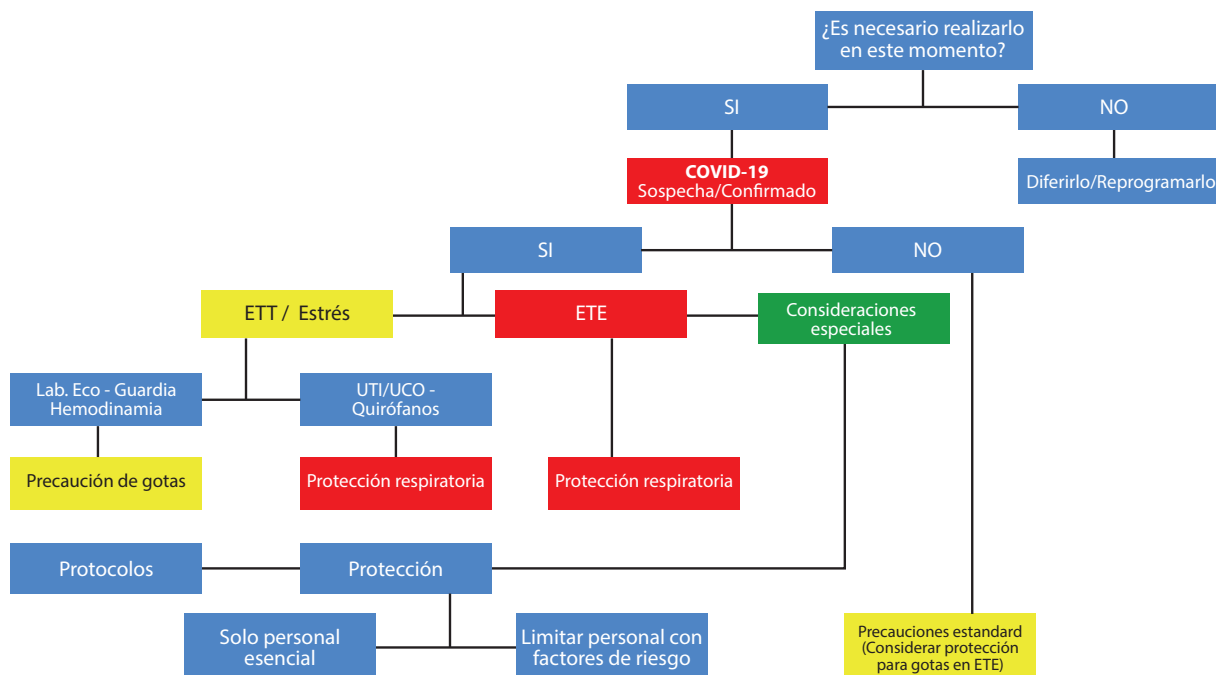 ¿Es necesario realizarlo
en este momento?
SI
NO
COVID-19
Sospecha/Confirmado
Diferirlo/Reprogramarlo
SI
NO
ETT / Estrés
ETE
Consideraciones
especiales
Lab. Eco - Guardia
Hemodinamia
UTI/UCO -
Quirófanos
Precaución de gotas
Protección respiratoria
Protección respiratoria
Protocolos
Protección
Solo personal
esencial
Limitar personal con
factores de riesgo
Precauciones estandard
(Considerar protección
para gotas en ETE)